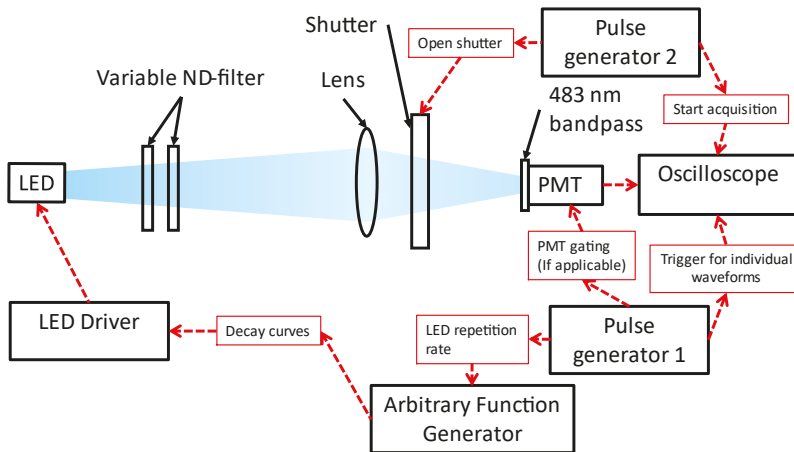 Shutter
Open shutter
Pulse
generator 2
Variable ND-filter
Lens
483 nm
bandpass
Start acquisition
LED
PMT
Oscilloscope
PMT gating
(If applicable)
Trigger for individual
waveforms
LED Driver
Decay curves
LED repetition
rate
Pulse
generator 1
Arbitrary Function
Generator